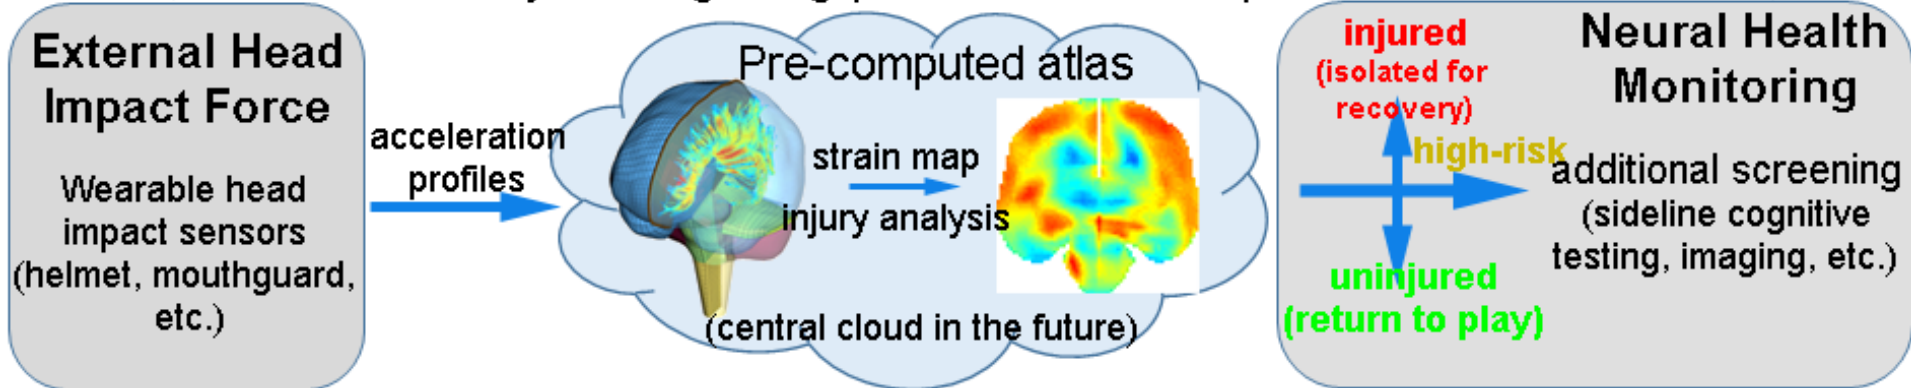 External Head
Impact Force
Wearable head
impact sensors
(helmet, mouthguard,
etc.)
acceleration
profiles
Pre-computed atlas
strain map
injury analysis
(central cloud in the future)
injured
(isolated for
recovery)
high-risk
uninjured
(return to play)
Neural Health
Monitoring
additional screening
(sideline cognitive
testing, imaging, etc.)